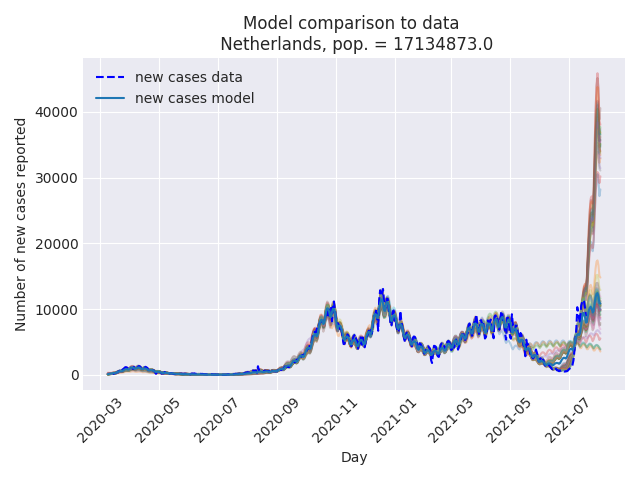 Model comparison to data
Netherlands, pop. = 17134873.0
new cases data
new cases model
Number of new cases reported
40000
30000
20000
10000
0
2020-03
2020-05
2020-07
2020-09
2020-11
2021-01
2021-03
2021-05
2021-07
Day